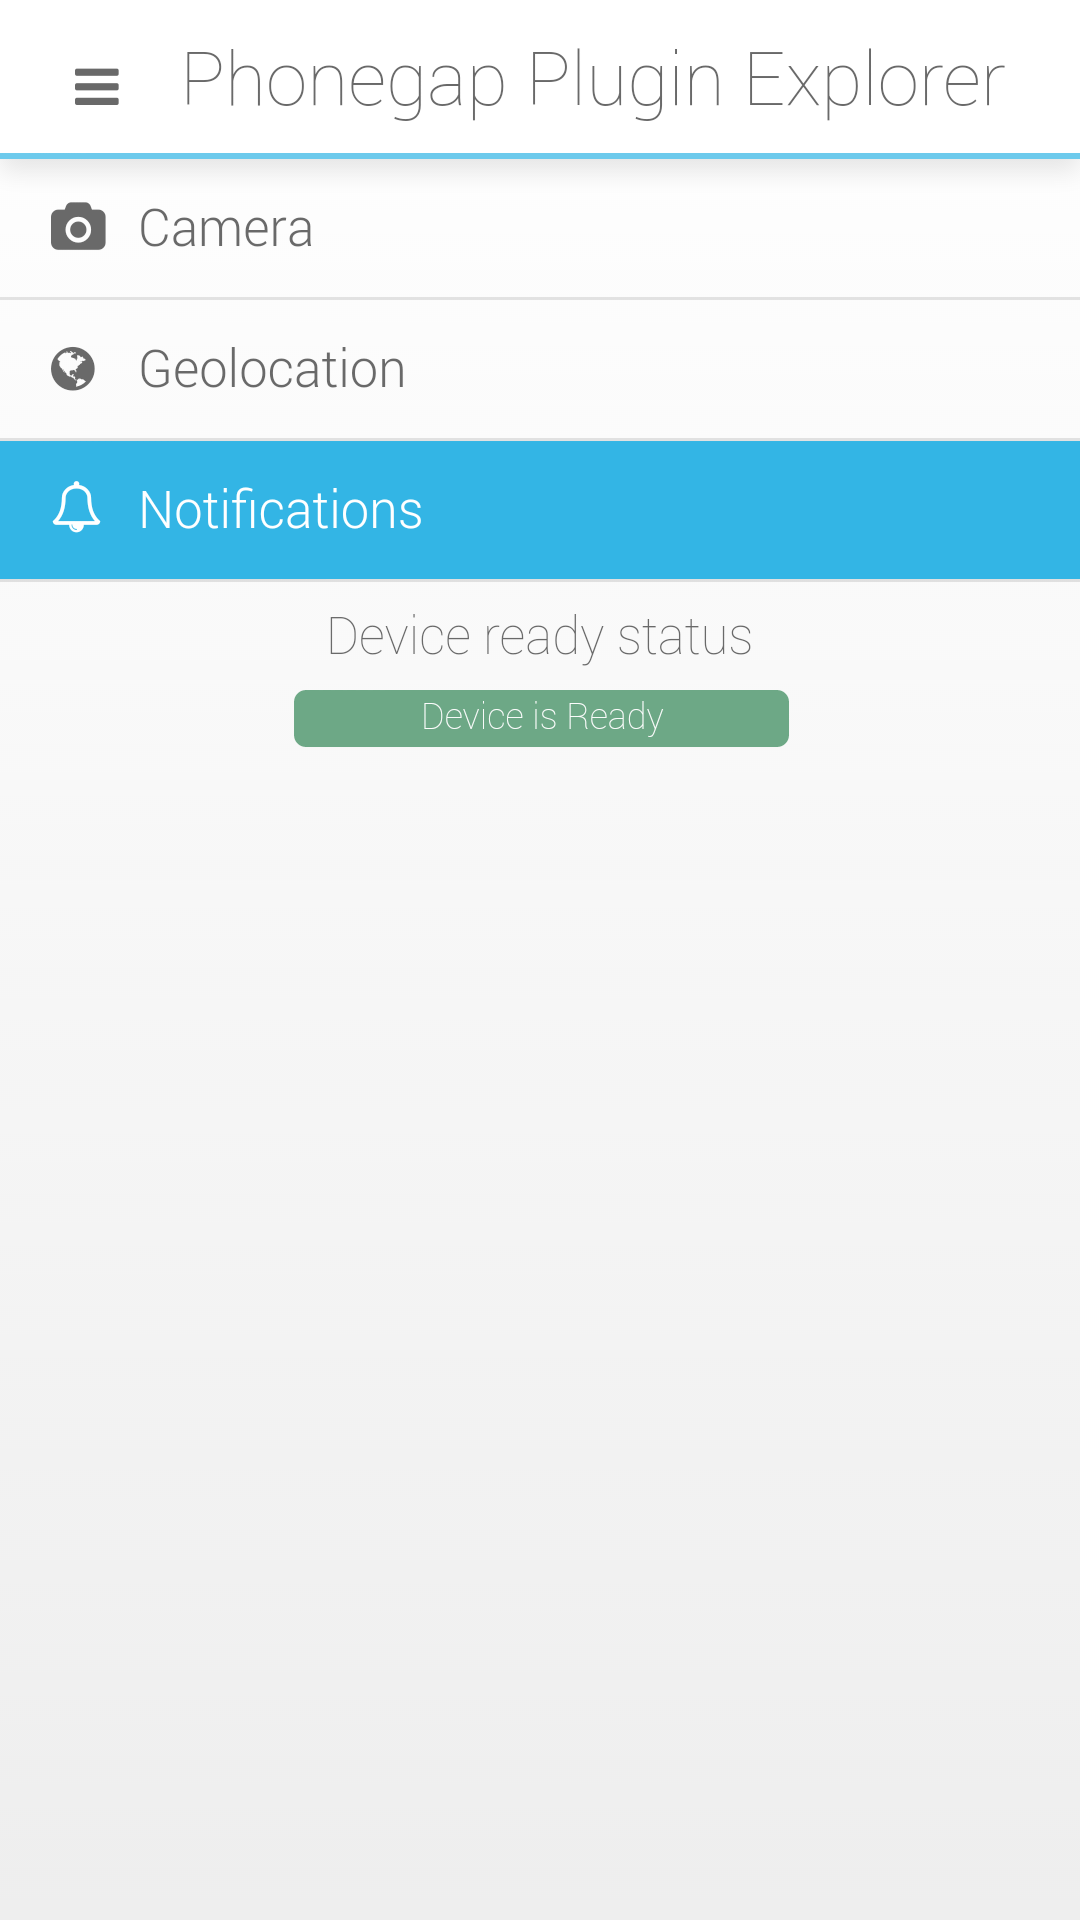 Phonegap Plugin Explorer
Camera
Geolocation
Notifications
Device ready status
Device is Ready